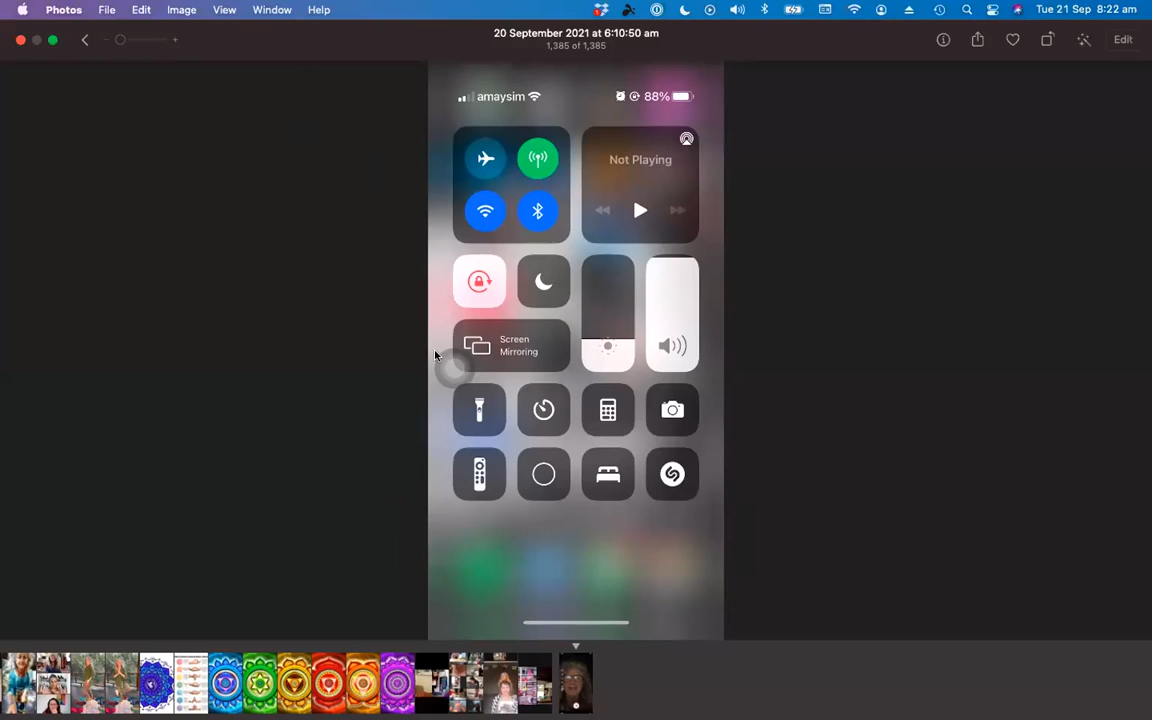 Photos File Edit Image View Window Help Tue 21 Sep 8:22 am
20 September 2021 at 6:10:50 am
1,385 of 1,385
Edit
amaysim 88%
Not Playing
Screen
Mirroring